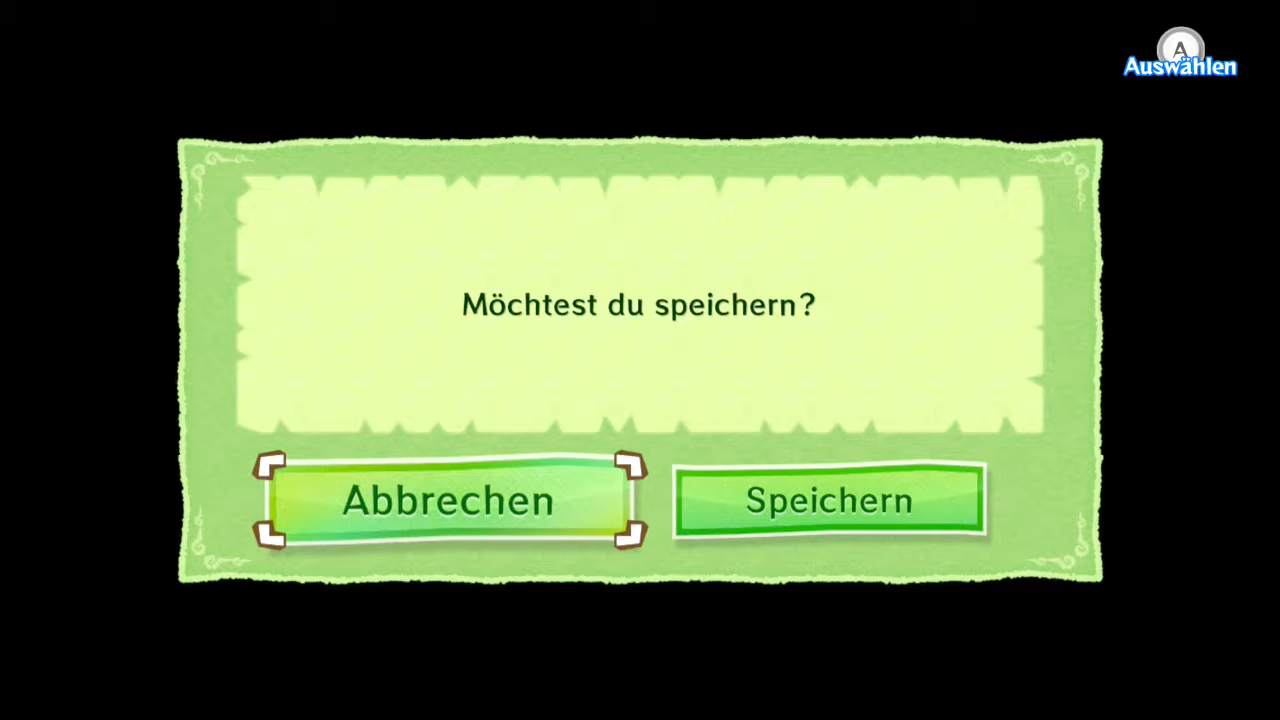 A
Auswählen
Möchtest du speichern?
Abbrechen
Speichern